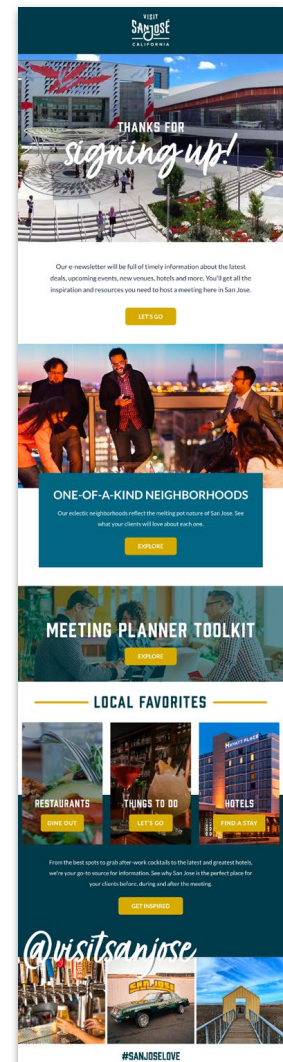 VISIT
SAN JOSÉ
CALIFORNIA
THANKS FOR
signing up!
Our e-newsletter will be full of timely information about the latest
deals, upcoming events, new venues, hotels and more. You'll get all the
inspiration and resources you need to host a meeting here in San Jose.
LET'S GO
ONE-OF-A-KIND NEIGHBORHOODS
Our eclectic neighborhoods reflect the melting pot nature of San Jose. See
what your clients will love about each one.
EXPLORE
MEETING PLANNER TOOLKIT
EXPLORE
LOCAL FAVORITES
HYATT PLACE
RESTAURANTS
THINGS TO DO
HOTELS
DINE OUT
LET'S GO
FIND A STAY
From the best spots to grab after-work cocktails to the latest and greatest hotels,
we're your go-to source for information. See why San Jose is the perfect place for
your clients before, during and after the meeting.
GET INSPIRED
@visitsanjose
#SANJOSELOVE